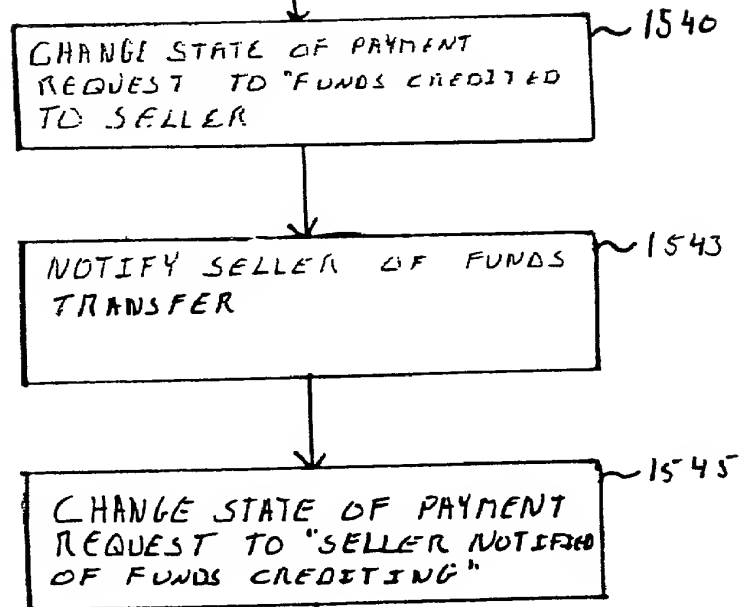 1540
CHANGE STATE OF PAYMENT
REQUEST TO "FUNDS CREDITED
TO SELLER
1543
NOTIFY SELLER OF FUNDS
TRANSFER
1545
CHANGE STATE OF PAYMENT
REQUEST TO "SELLER NOTIFIED
OF FUNDS CREDITING"